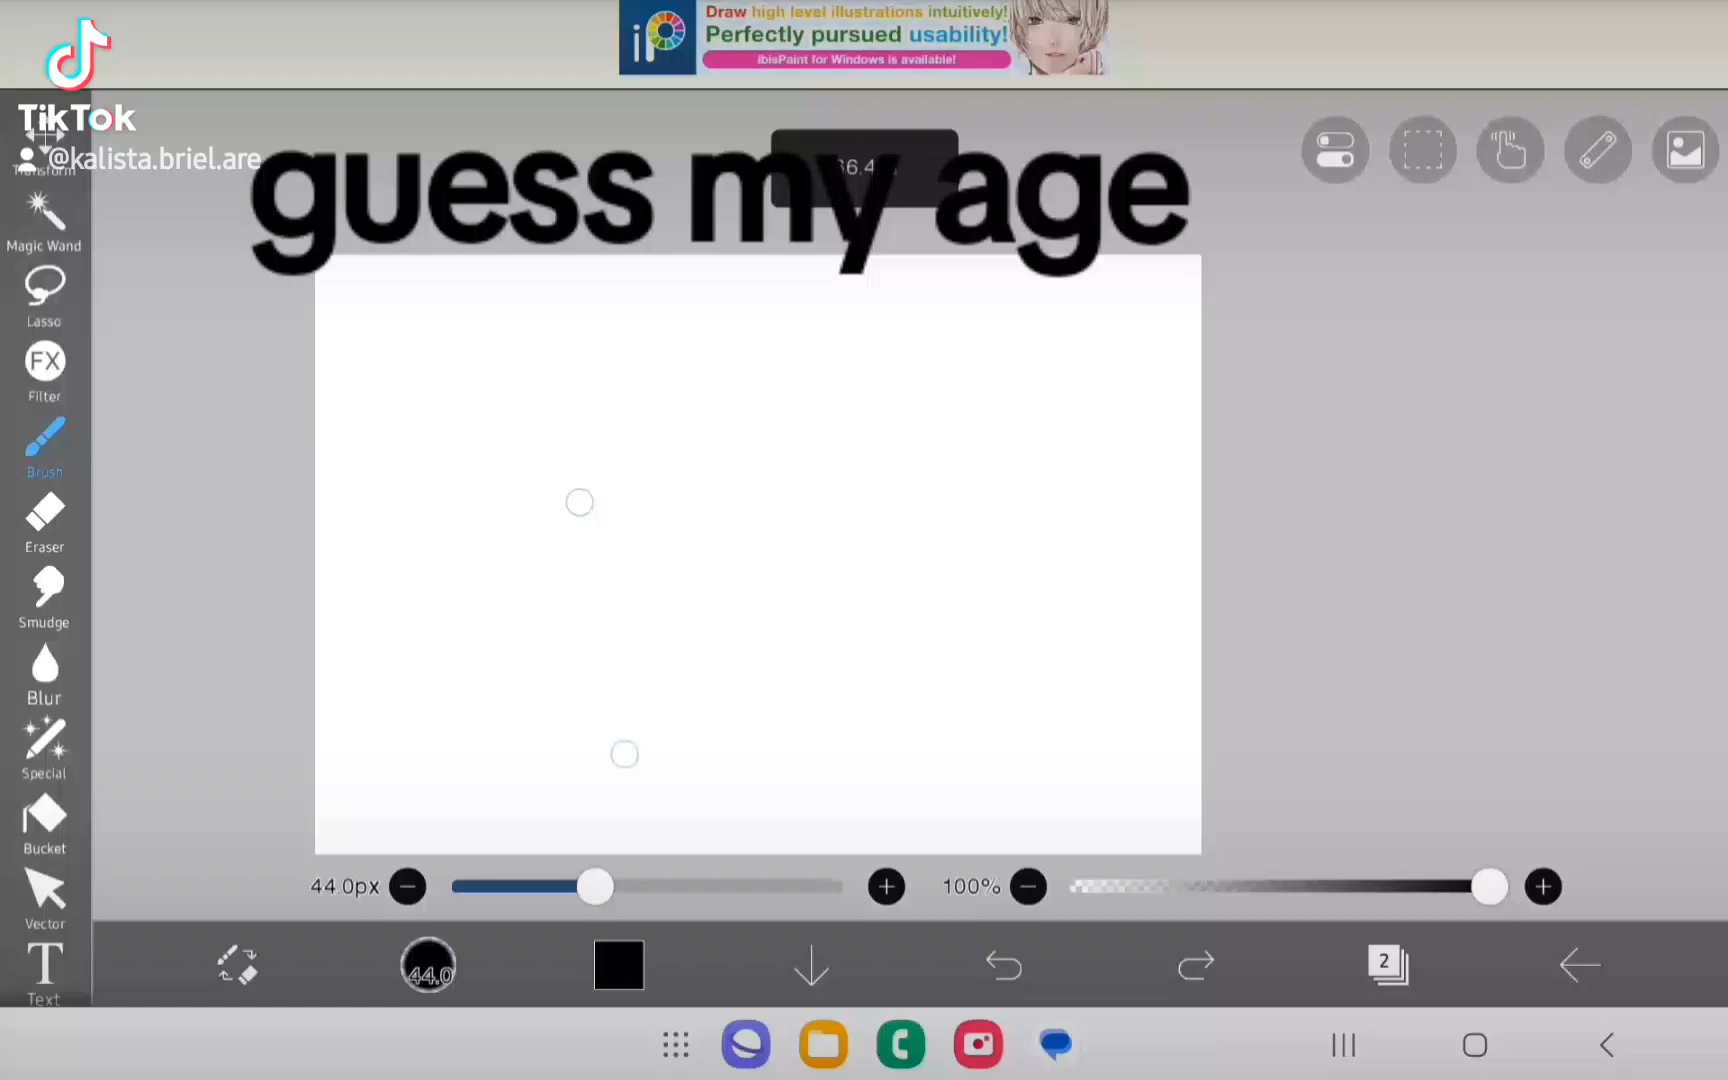 Draw high level illustrations intuitively!
Perfectly pursued usability!
ibisPaint for Windows is available!
TikTok
@kalista.briel.are
Transform
guess my age
Magic Wand
Lasso
FX
Filter
Brush
Eraser
Smudge
Blur
Special
Bucket
Vector
T
Text
44.0px
100%
44.0
2